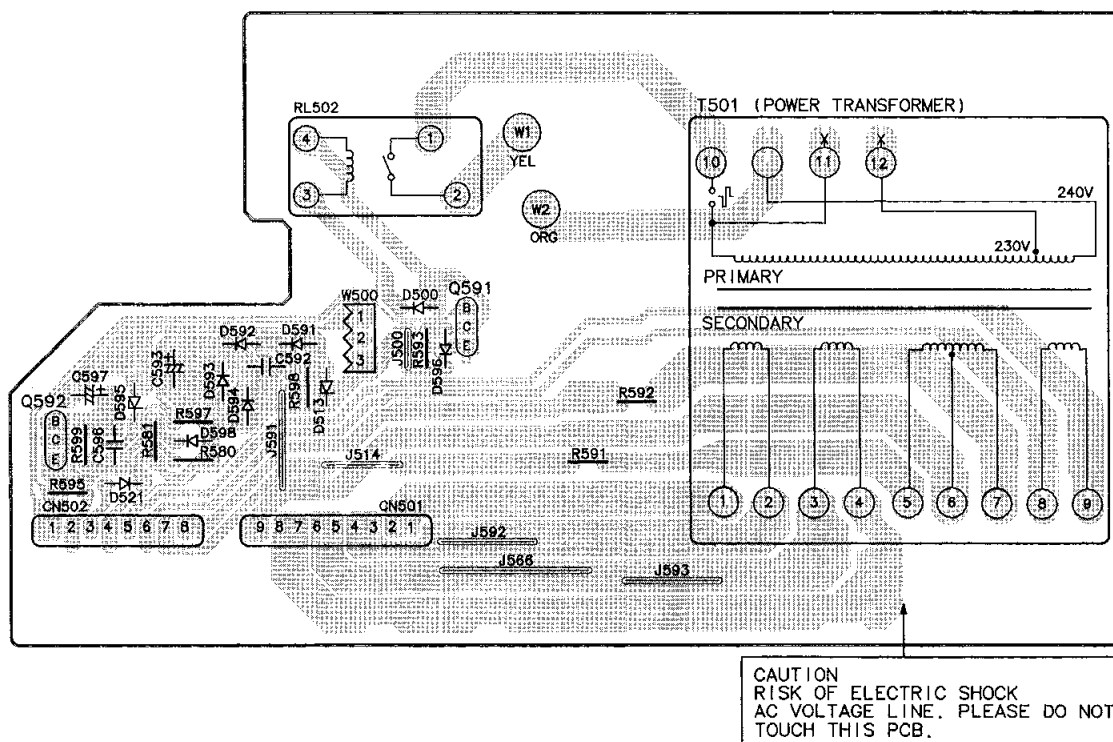 RL502
4
1
3
2
W1
YEL
W2
ORG
T501 (POWER TRANSFORMER)
X X
10
11
12
240V
230V
PRIMARY
SECONDARY
W500
1
2
3
D500
Q591
B
C
E
J500
R593
D596
D592
D591
C593
D593
C592
D594
R598
D513
C597
D595
Q592
B
C
E
R599
C596
R581
R597
D598
R580
J591
J514
R592
R591
R595
D521
CN502
1 2 3 4 5 6 7 8
CN501
9 8 7 6 5 4 3 2 1
J592
J566
J593
1 2 3 4 5 6 7 8 9
CAUTION
RISK OF ELECTRIC SHOCK
AC VOLTAGE LINE. PLEASE DO NOT
TOUCH THIS PCB.